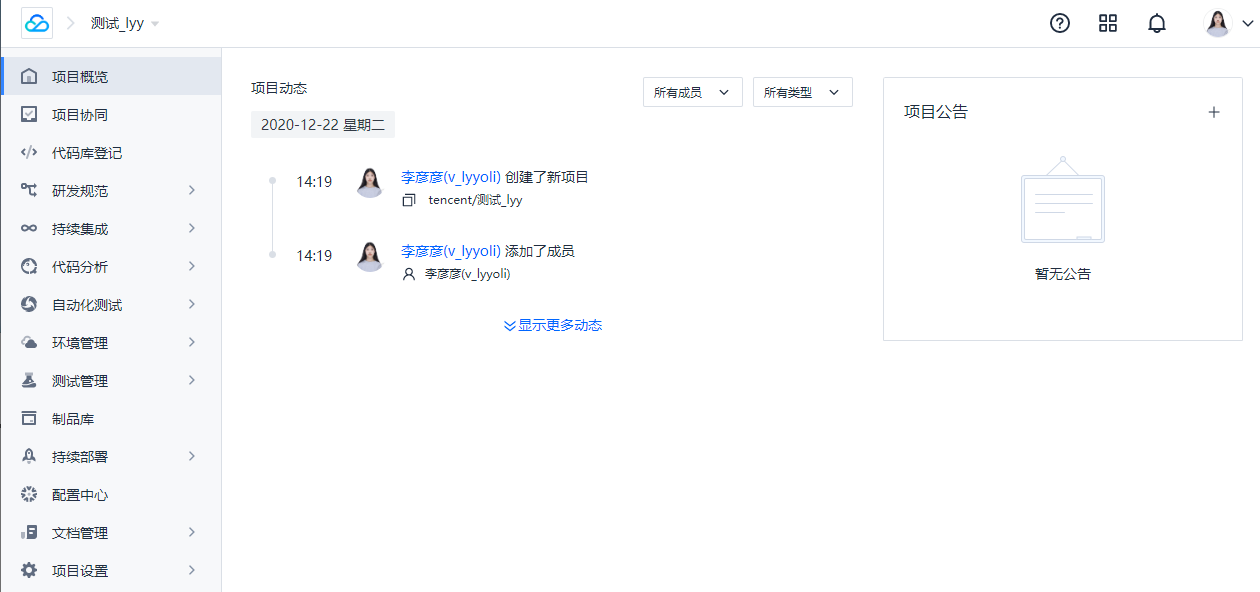 测试_lyy
项目概览
项目协同
代码库登记
研发规范
持续集成
代码分析
自动化测试
环境管理
测试管理
制品库
持续部署
配置中心
文档管理
项目设置
项目动态
所有成员
所有类型
2020-12-22 星期二
14:19
李彦彦(v_lyyoli) 创建了新项目
tencent/测试_lyy
14:19
李彦彦(v_lyyoli) 添加了成员
李彦彦(v_lyyoli)
显示更多动态
项目公告
暂无公告